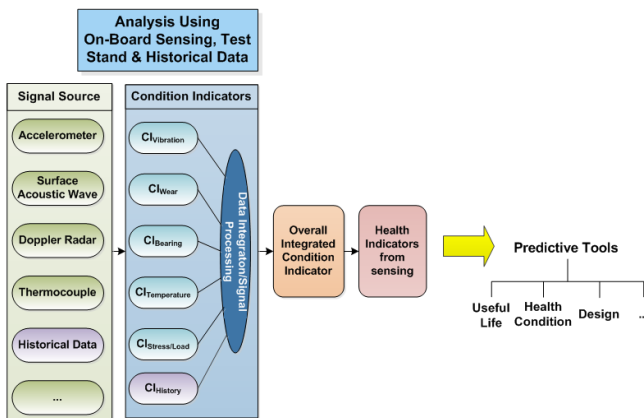 Analysis Using
On-Board Sensing, Test
Stand & Historical Data
Signal Source
Accelerometer
Surface
Acoustic Wave
Doppler Radar
Thermocouple
Historical Data
...
Condition Indicators
CIVibration
CIWear
CIBearing
CITemperature
CIStress/Load
CIHistory
Data Integraton/Signal
Processing
Overall
Integrated
Condition
Indicator
Health
Indicators
from
sensing
Predictive Tools
Useful
Life
Health
Condition
Design
...